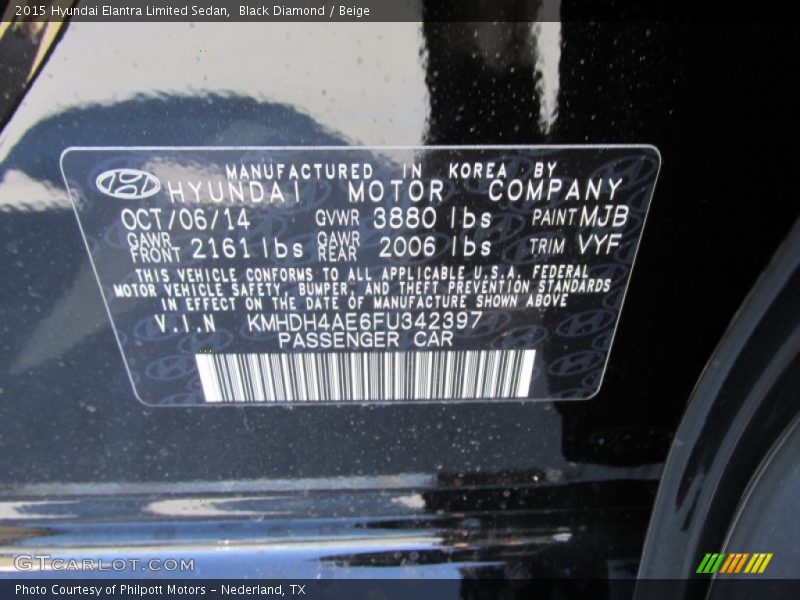 2015 Hyundai Elantra Limited Sedan,  Black Diamond / Beige
MANUFACTURED IN KOREA BY
HYUNDAI MOTOR COMPANY
OCT/06/14 GVWR 3880 lbs PAINT MJB
GAWR FRONT 2161 lbs GAWR REAR 2006 lbs TRIM VYF
THIS VEHICLE CONFORMS TO ALL APPLICABLE U.S.A. FEDERAL
MOTOR VEHICLE SAFETY, BUMPER, AND THEFT PREVENTION STANDARDS
IN EFFECT ON THE DATE OF MANUFACTURE SHOWN ABOVE
V.I.N KMHDH4AE6FU342397
PASSENGER CAR
GTCARLOT.COM
Photo Courtesy of Philpott Motors - Nederland, TX